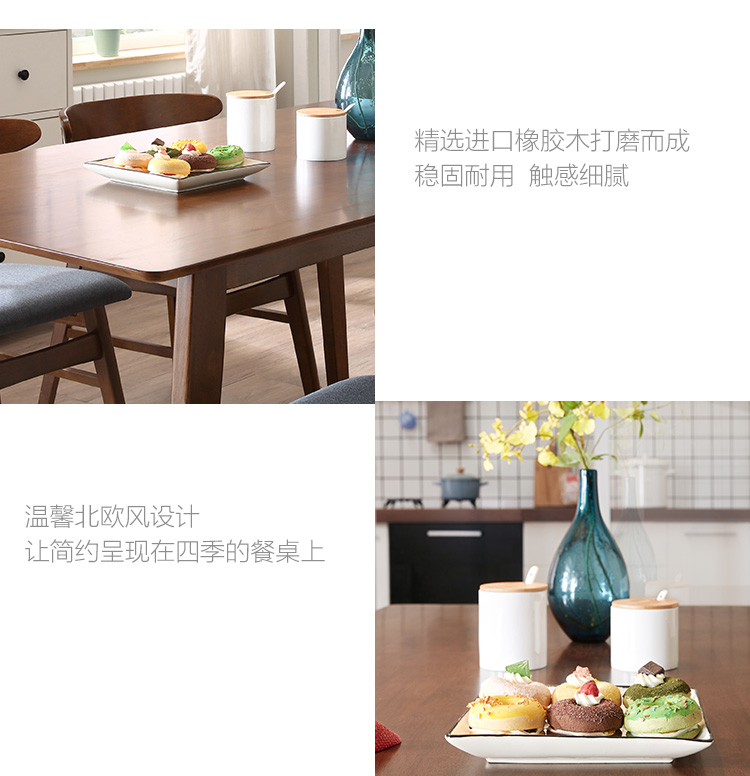 精选进口橡胶木打磨而成
稳固耐用 触感细腻
温馨北欧风设计
让简约呈现在四季的餐桌上